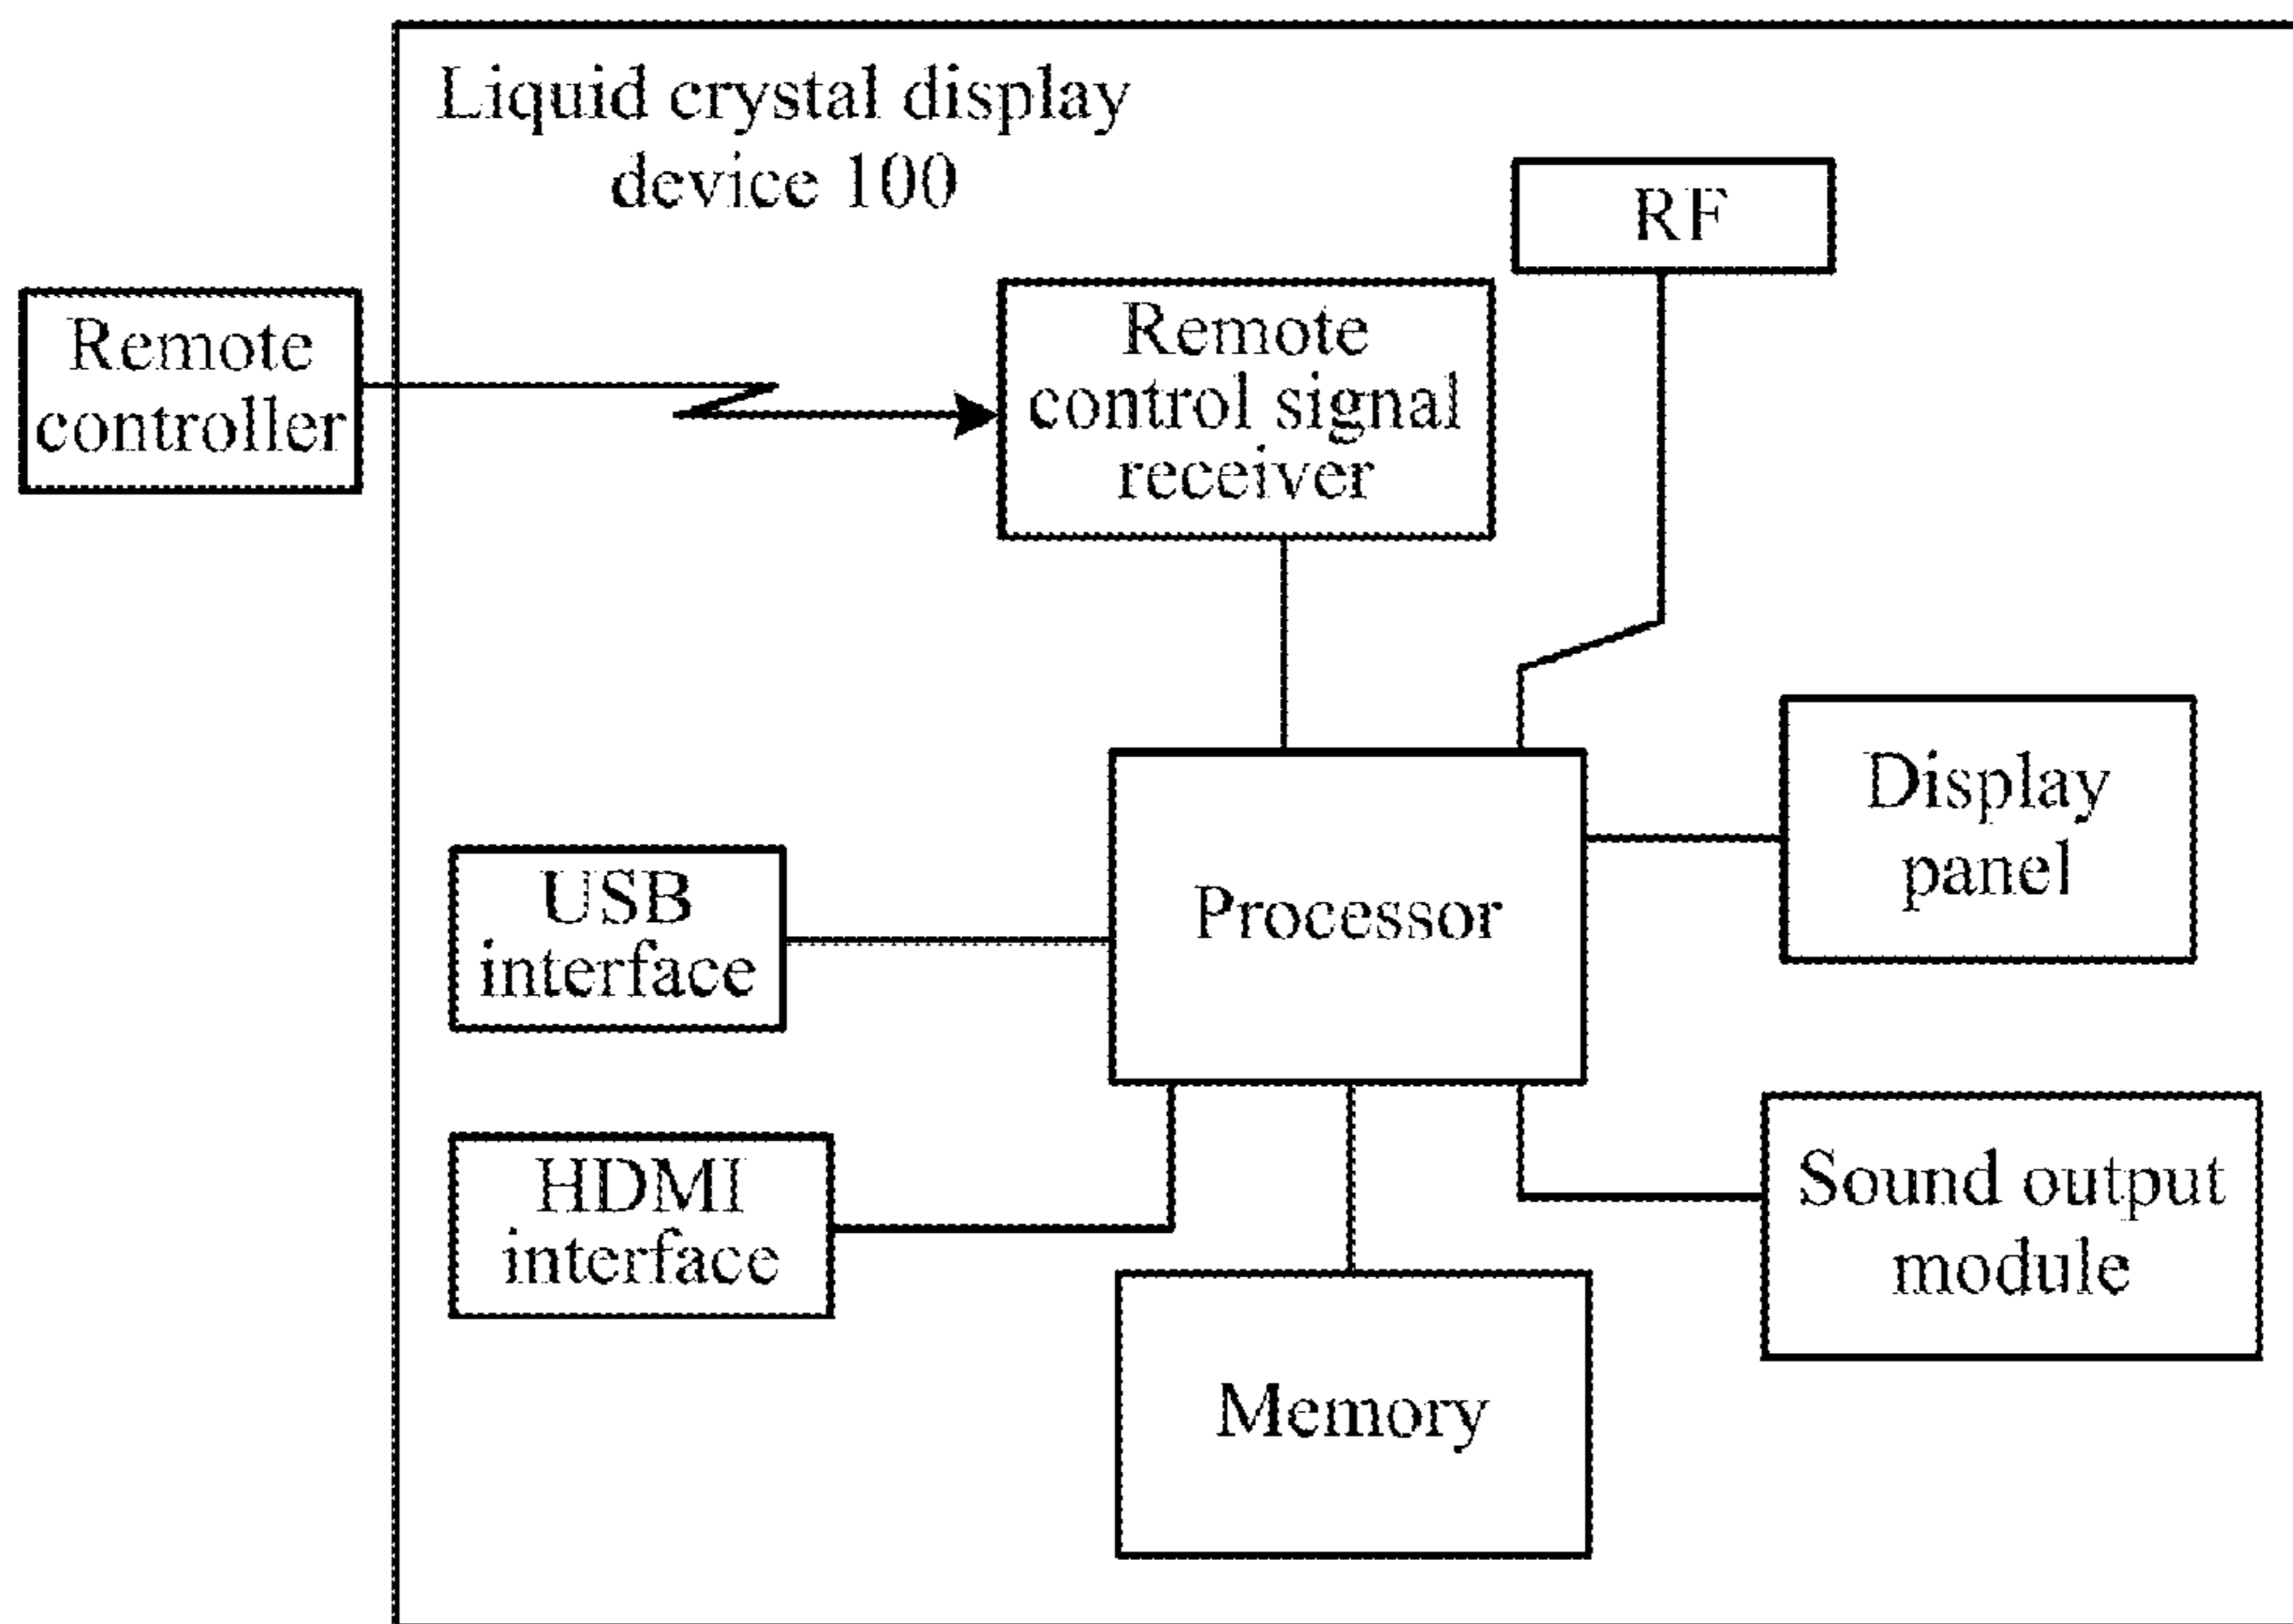 Liquid crystal display
device 100
RF
Remote
controller
Remote
control signal
receiver
Display
panel
USB
interface
Processor
HDMI
interface
Sound output
module
Memory